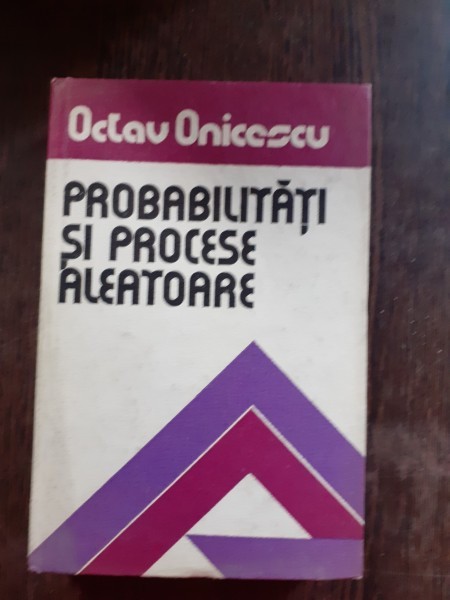 Octav Onicescu
PROBABILITĂȚI
ȘI PROCESE
ALEATOARE